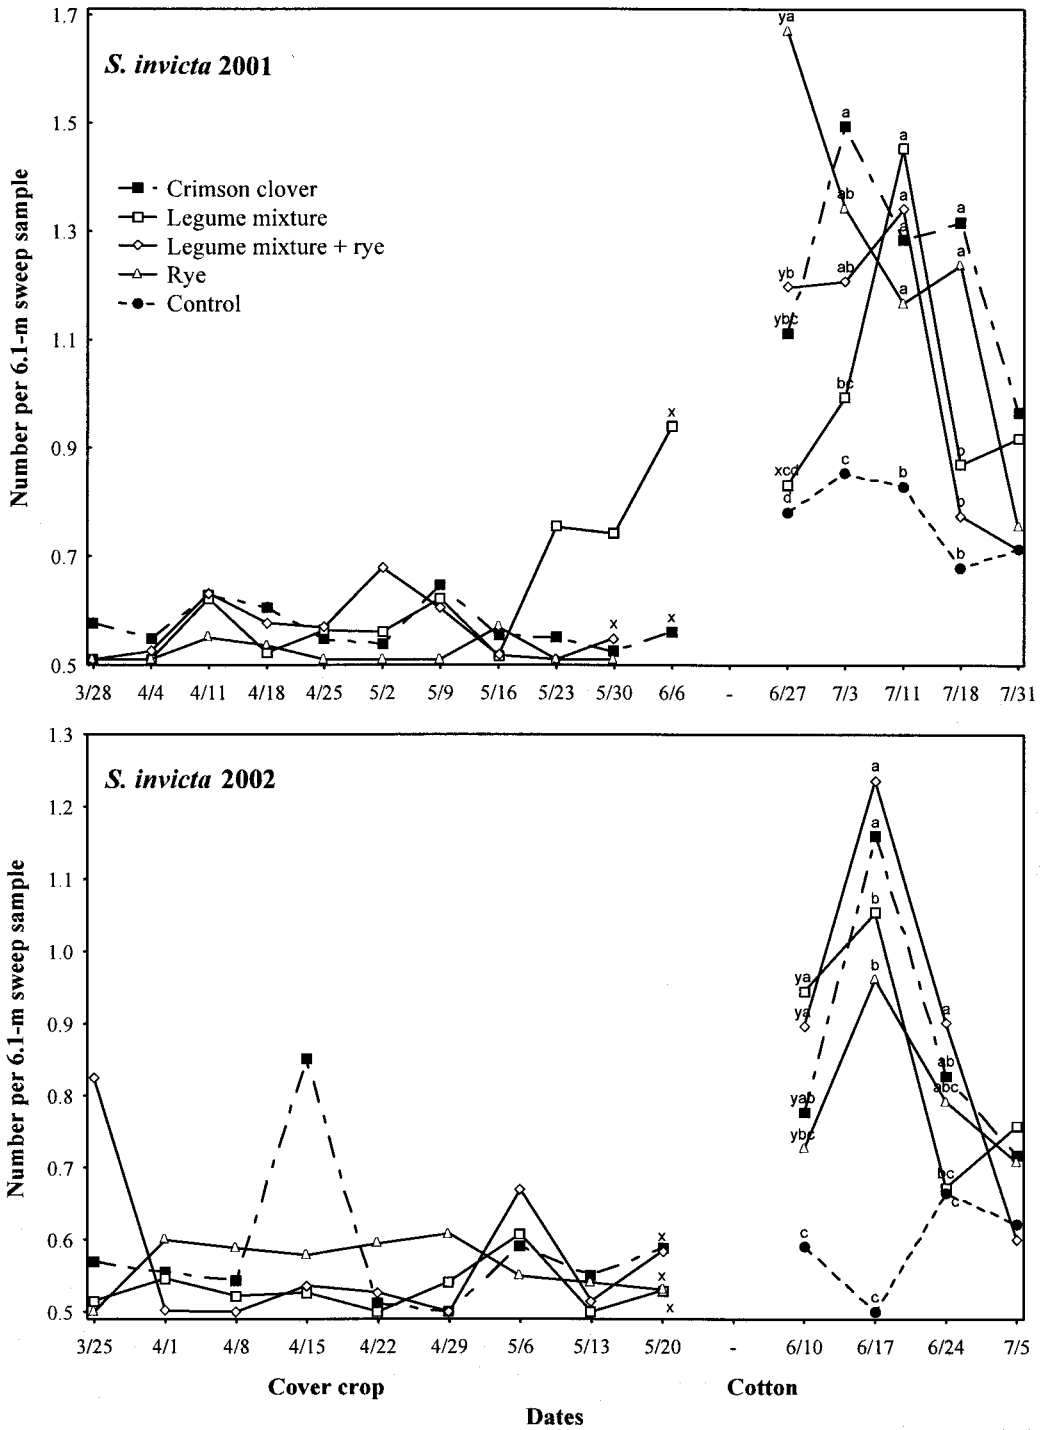 S. invicta 2001
Number per 6.1-m sweep sample
1.7
1.5
1.3
1.1
0.9
0.7
0.5
Crimson clover
Legume mixture
Legume mixture + rye
Rye
Control
ya
a
a
ab
a
a
a
yb
ab
a
a
ybc
bc
xcd
d
c
b
b
b
b
x
x
x
3/28 4/4 4/11 4/18 4/25 5/2 5/9 5/16 5/23 5/30 6/6 - 6/27 7/3 7/11 7/18 7/31
S. invicta 2002
Number per 6.1-m sweep sample
1.3
1.2
1.1
1.0
0.9
0.8
0.7
0.6
0.5
a
a
b
b
ya
ya
yab
ybc
a
ab
abc
bc
c
c
c
x
x
x
3/25 4/1 4/8 4/15 4/22 4/29 5/6 5/13 5/20 - 6/10 6/17 6/24 7/5
Cover crop Cotton
Dates